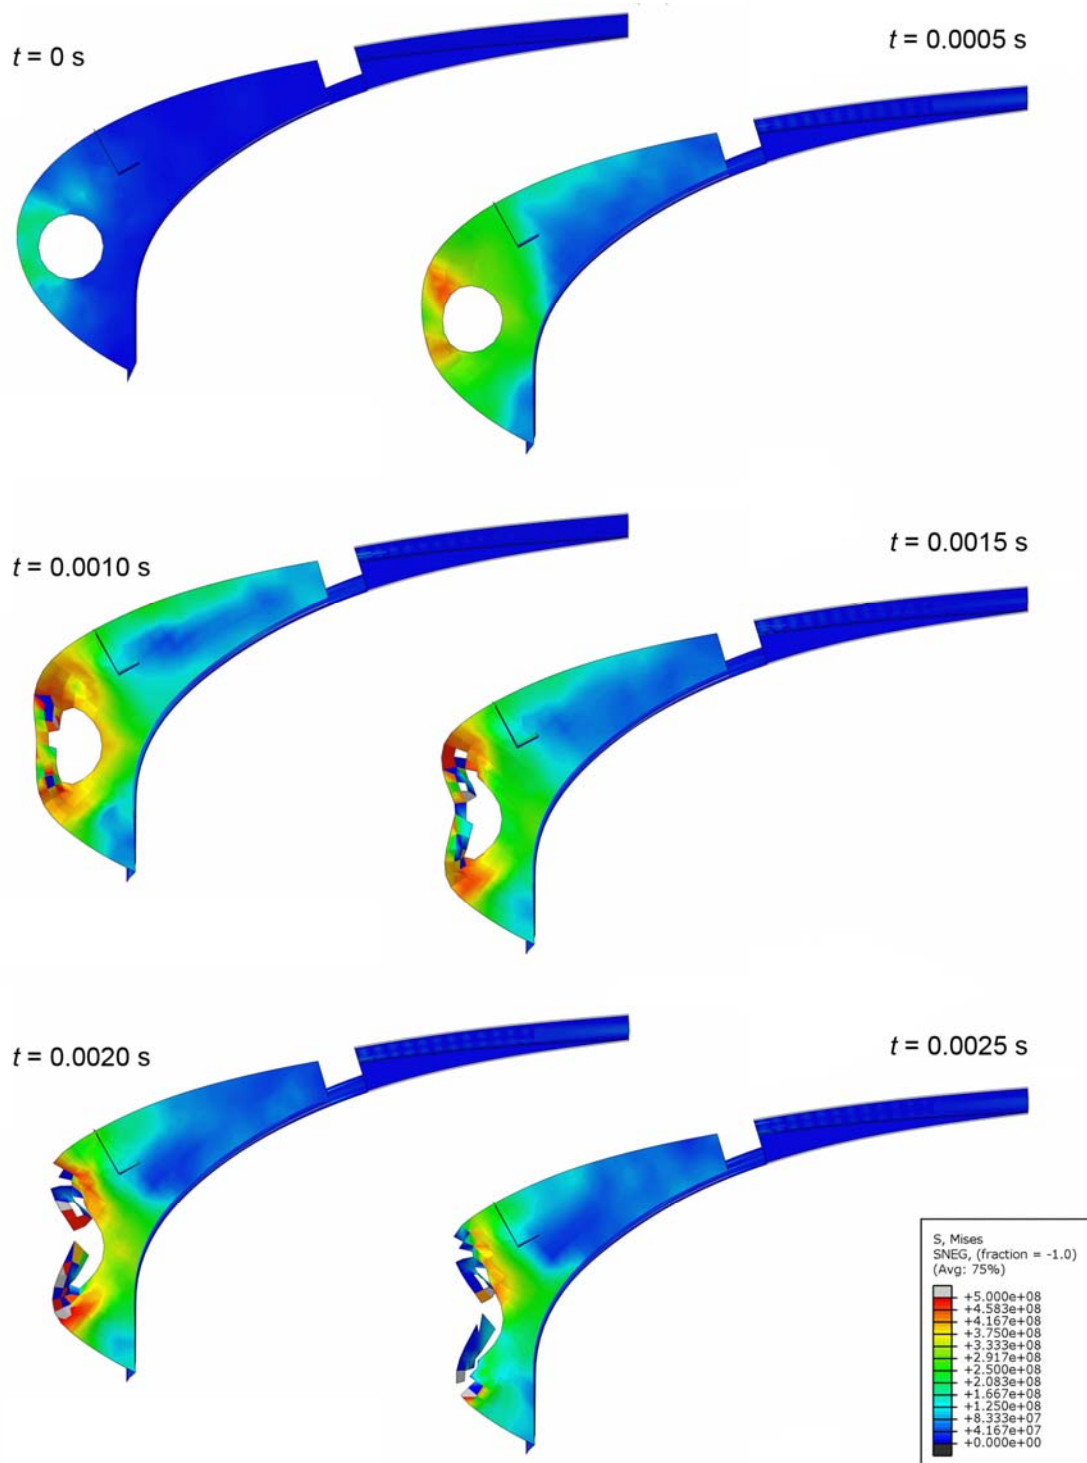 t = 0 s
t = 0.0005 s
t = 0.0010 s
t = 0.0015 s
t = 0.0020 s
t = 0.0025 s
S, Mises
SNEG, (fraction = -1.0)
(Avg: 75%)
+5.000e+08
+4.583e+08
+4.167e+08
+3.750e+08
+3.333e+08
+2.917e+08
+2.500e+08
+2.083e+08
+1.667e+08
+1.250e+08
+8.333e+07
+4.167e+07
+0.000e+00